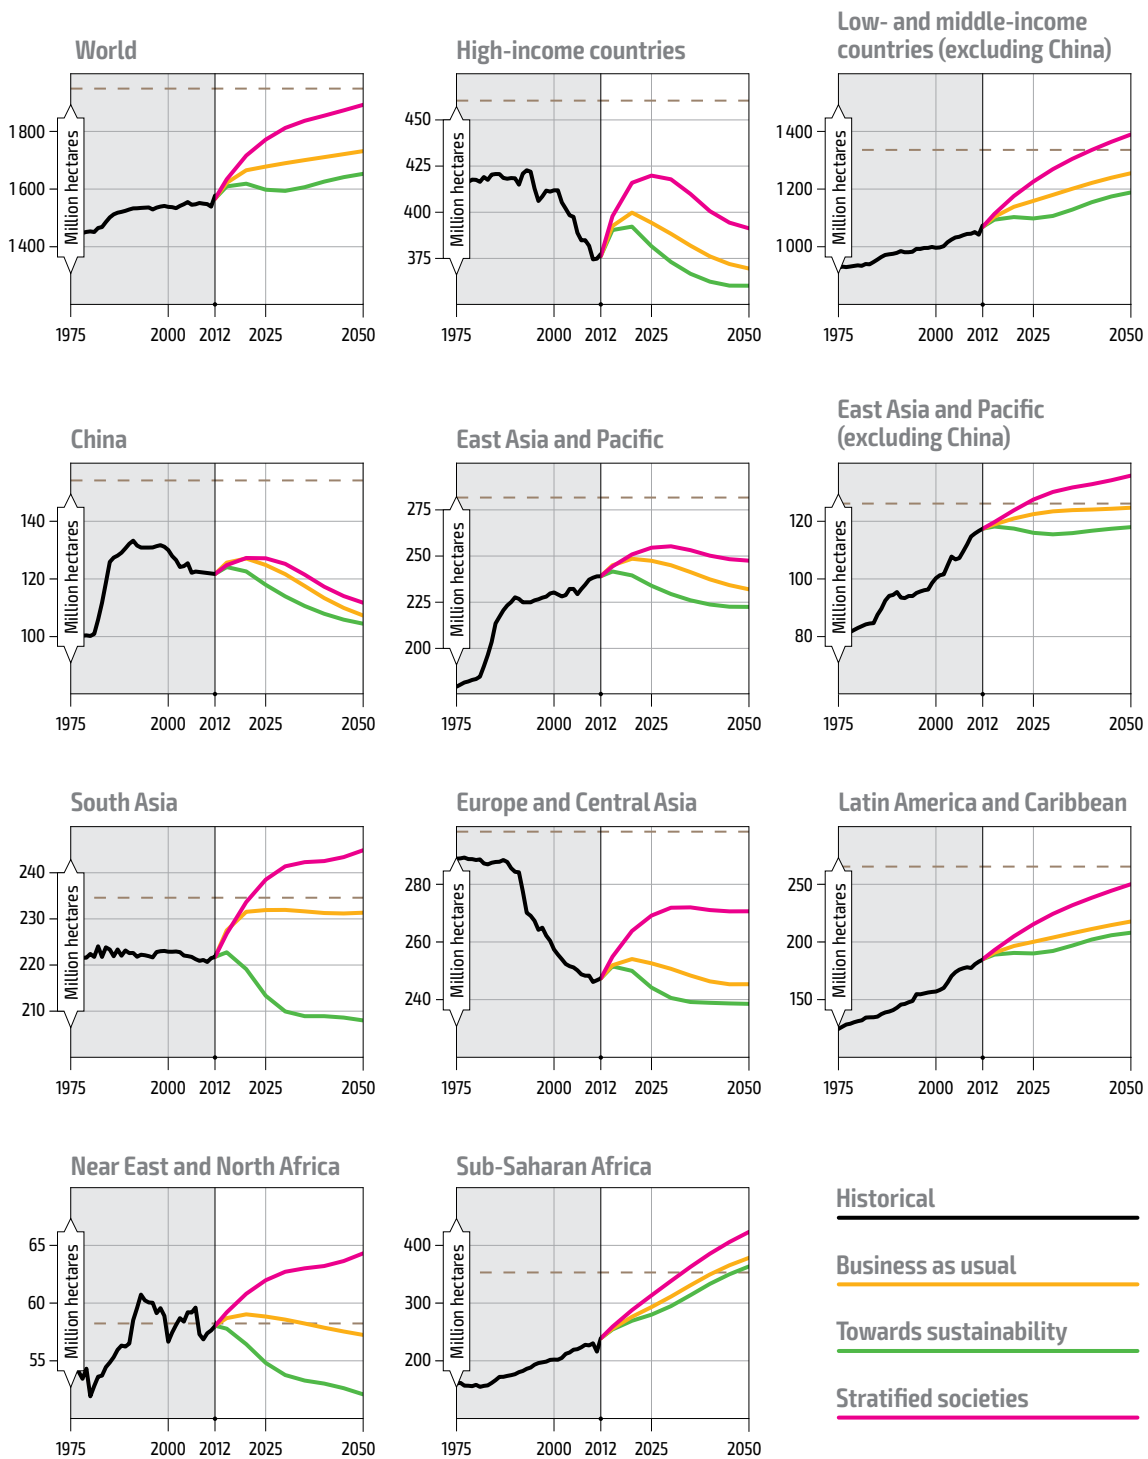 World
High-income countries
Low- and middle-income
countries (excluding China)
Million hectares
1800
1600
1400
1975 2000 2012 2025 2050
Million hectares
450
425
400
375
1975 2000 2012 2025 2050
Million hectares
1400
1200
1000
1975 2000 2012 2025 2050
China
East Asia and Pacific
East Asia and Pacific
(excluding China)
Million hectares
140
120
100
1975 2000 2012 2025 2050
Million hectares
275
250
225
200
1975 2000 2012 2025 2050
Million hectares
120
100
80
1975 2000 2012 2025 2050
South Asia
Europe and Central Asia
Latin America and Caribbean
Million hectares
240
230
220
210
1975 2000 2012 2025 2050
Million hectares
280
260
240
1975 2000 2012 2025 2050
Million hectares
250
200
150
1975 2000 2012 2025 2050
Near East and North Africa
Sub-Saharan Africa
Million hectares
65
60
55
1975 2000 2012 2025 2050
Million hectares
400
300
200
1975 2000 2012 2025 2050
Historical
Business as usual
Towards sustainability
Stratified societies